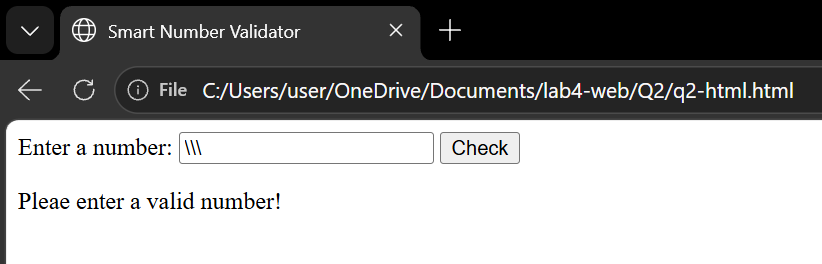 Smart Number Validator
File C:/Users/user/OneDrive/Documents/lab4-web/Q2/q2-html.html
Enter a number: \\\ Check
Pleae enter a valid number!